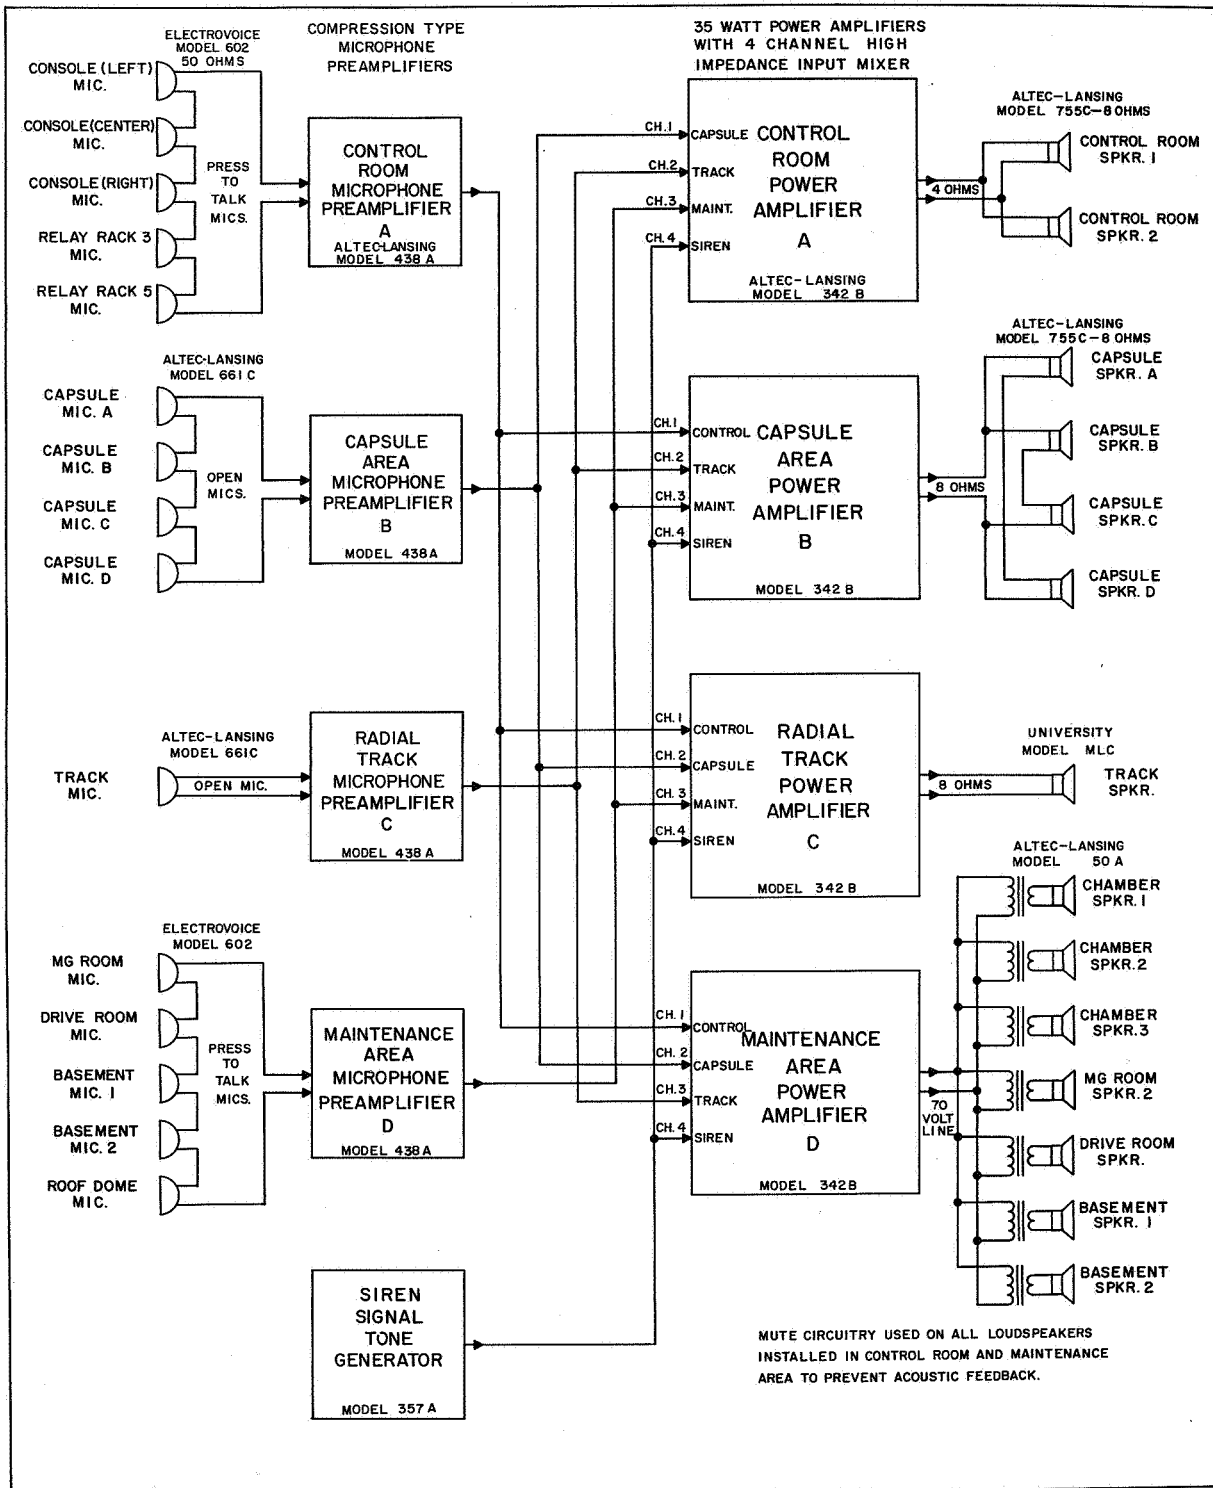 ELECTROVOICE
MODEL 602
50 OHMS
COMPRESSION TYPE
MICROPHONE
PREAMPLIFIERS
35 WATT POWER AMPLIFIERS
WITH 4 CHANNEL HIGH
IMPEDANCE INPUT MIXER
CONSOLE (LEFT)
MIC.
CONSOLE (CENTER)
MIC.
CONSOLE (RIGHT)
MIC.
RELAY RACK 3
MIC.
RELAY RACK 5
MIC.
PRESS
TO
TALK
MICS.
CONTROL
ROOM
MICROPHONE
PREAMPLIFIER
A
ALTEC-LANSING
MODEL 438 A
CH.1
CAPSULE
CH.2
TRACK
CH.3
MAINT.
CH.4
SIREN
CONTROL
ROOM
POWER
AMPLIFIER
A
ALTEC-LANSING
MODEL 342 B
4 OHMS
ALTEC-LANSING
MODEL 755C-8 OHMS
CONTROL ROOM
SPKR. 1
CONTROL ROOM
SPKR. 2
ALTEC-LANSING
MODEL 661 C
CAPSULE
MIC. A
CAPSULE
MIC. B
CAPSULE
MIC. C
CAPSULE
MIC. D
OPEN
MICS.
CAPSULE
AREA
MICROPHONE
PREAMPLIFIER
B
MODEL 438A
CH.1
CONTROL
CH.2
TRACK
CH.3
MAINT.
CH. 4
SIREN
CAPSULE
AREA
POWER
AMPLIFIER
B
MODEL 342 B
8 OHMS
ALTEC-LANSING
MODEL 755C-8 OHMS
CAPSULE
SPKR. A
CAPSULE
SPKR. B
CAPSULE
SPKR. C
CAPSULE
SPKR. D
ALTEC-LANSING
MODEL 661C
TRACK
MIC.
OPEN MIC.
RADIAL
TRACK
MICROPHONE
PREAMPLIFIER
C
MODEL 438 A
CH. 1
CONTROL
CH. 2
CAPSULE
CH. 3
MAINT.
CH.4
SIREN
RADIAL
TRACK
POWER
AMPLIFIER
C
MODEL 342 B
8 OHMS
UNIVERSITY
MODEL MLC
TRACK
SPKR.
ELECTROVOICE
MODEL 602
MG ROOM
MIC.
DRIVE ROOM
MIC.
BASEMENT
MIC. 1
BASEMENT
MIC. 2
ROOF DOME
MIC.
PRESS
TO
TALK
MICS.
MAINTENANCE
AREA
MICROPHONE
PREAMPLIFIER
D
MODEL 438A
CH. 1
CONTROL
CH. 2
CAPSULE
CH.3
TRACK
CH.4
SIREN
MAINTENANCE
AREA
POWER
AMPLIFIER
D
MODEL 342B
70
VOLT
LINE
ALTEC-LANSING
MODEL 50 A
CHAMBER
SPKR. 1
CHAMBER
SPKR. 2
CHAMBER
SPKR. 3
MG ROOM
SPKR. 2
DRIVE ROOM
SPKR.
BASEMENT
SPKR. 1
BASEMENT
SPKR. 2
SIREN
SIGNAL
TONE
GENERATOR
MODEL 357 A
MUTE CIRCUITRY USED ON ALL LOUDSPEAKERS
INSTALLED IN CONTROL ROOM AND MAINTENANCE
AREA TO PREVENT ACOUSTIC FEEDBACK.